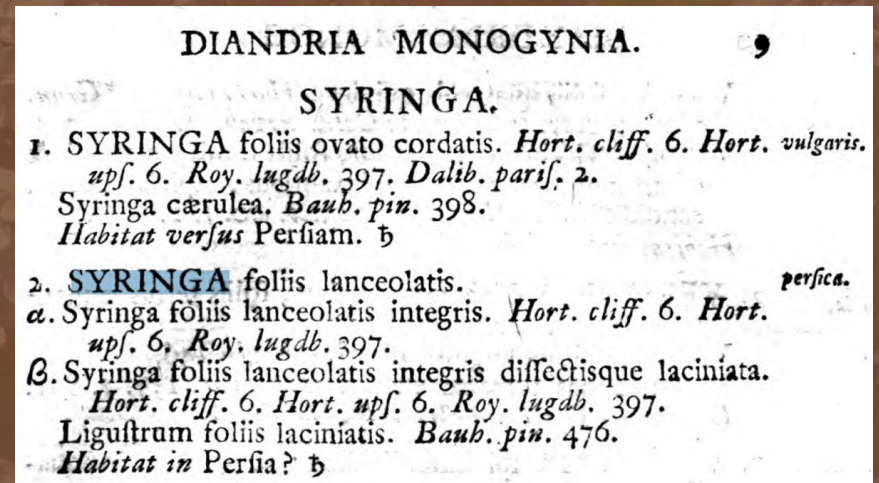 DIANDRIA MONOGYNIA. 9
SYRINGA.
1. SYRINGA foliis ovato cordatis. Hort. cliff. 6. Hort. vulgaris.
upſ. 6. Roy. lugdb. 397. Dalib. pariſ. 2.
Syringa cærulea. Bauh. pin. 398.
Habitat verſus Perſiam. ♄
2. SYRINGA foliis lanceolatis. perſica.
α. Syringa foliis lanceolatis integris. Hort. cliff. 6. Hort.
upſ. 6. Roy. lugdb. 397.
β. Syringa foliis lanceolatis integris diſſectisque laciniata.
Hort. cliff. 6. Hort. upſ. 6. Roy. lugdb. 397.
Liguſtrum foliis laciniatis. Bauh. pin. 476.
Habitat in Perſia? ♄